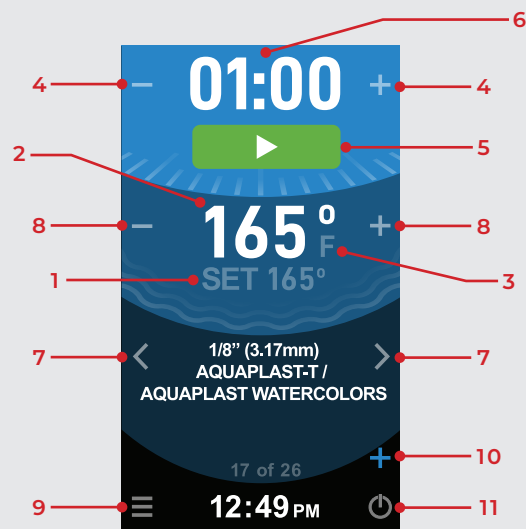 6
01:00
4 − + 4
5
2
165°
F
8 − + 8
SET 165°
1
3
7 < > 7
1/8” (3.17mm)
AQUAPLAST-T /
AQUAPLAST WATERCOLORS
+ 10
17 of 26
9
12:49 PM
11